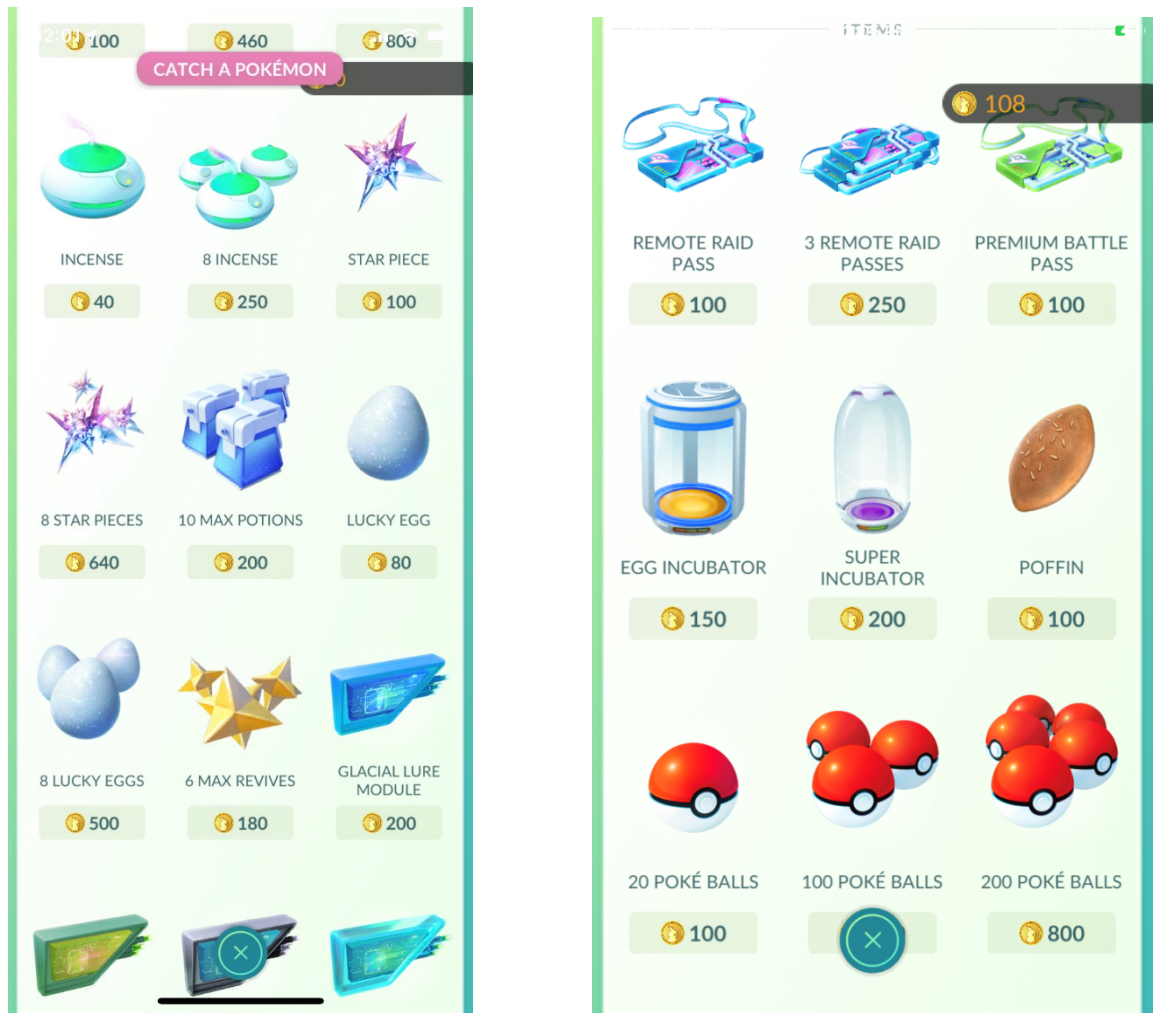 100 460 800
CATCH A POKÉMON
INCENSE 8 INCENSE STAR PIECE
40 250 100
8 STAR PIECES 10 MAX POTIONS LUCKY EGG
640 200 80
8 LUCKY EGGS 6 MAX REVIVES GLACIAL LURE
MODULE
500 180 200
ITEMS
108
REMOTE RAID 3 REMOTE RAID PREMIUM BATTLE
PASS PASSES PASS
100 250 100
EGG INCUBATOR SUPER POFFIN
INCUBATOR
150 200 100
20 POKÉ BALLS 100 POKÉ BALLS 200 POKÉ BALLS
100 800